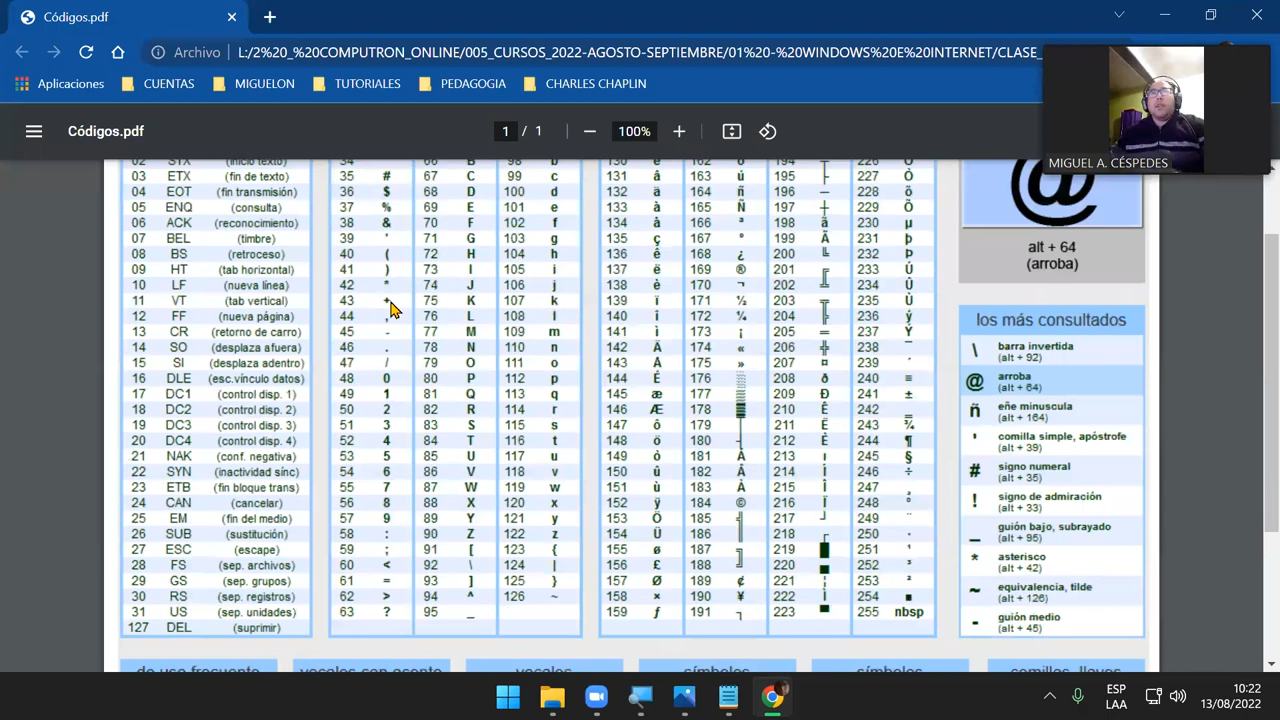 Códigos.pdf
Archivo
L:/2%20_%20COMPUTRON_ONLINE/005_CURSOS_2022-AGOSTO-SEPTIEMBRE/01%20-%20WINDOWS%20E%20INTERNET/CLASE_
Aplicaciones CUENTAS MIGUELON TUTORIALES PEDAGOGIA CHARLES CHAPLIN
Códigos.pdf 1 / 1 100%
MIGUEL A. CÉSPEDES
03 ETX (fin de texto) 35 # 67 C 99 c 131 â 163 ú 195 ├ 227 Ò
04 EOT (fin transmisión) 36 $ 68 D 100 d 132 ä 164 ñ 196 ─ 228 õ
05 ENQ (consulta) 37 % 69 E 101 e 133 à 165 Ñ 197 ┼ 229 Õ
06 ACK (reconocimiento) 38 & 70 F 102 f 134 å 166 ª 198 ã 230 µ
07 BEL (timbre) 39 ' 71 G 103 g 135 ç 167 º 199 Ã 231 þ
08 BS (retroceso) 40 ( 72 H 104 h 136 ê 168 ¿ 200 ╚ 232 Þ
09 HT (tab horizontal) 41 ) 73 I 105 i 137 ë 169 ® 201 ╔ 233 Ú
10 LF (nueva línea) 42 * 74 J 106 j 138 è 170 ¬ 202 ╩ 234 Û
11 VT (tab vertical) 43 + 75 K 107 k 139 ï 171 ½ 203 ╦ 235 Ù
12 FF (nueva página) 44 , 76 L 108 l 140 î 172 ¼ 204 ╠ 236 ý
13 CR (retorno de carro) 45 - 77 M 109 m 141 ì 173 ¡ 205 ═ 237 Ý
14 SO (desplaza afuera) 46 . 78 N 110 n 142 Ä 174 « 206 ╬ 238 ¯
15 SI (desplaza adentro) 47 / 79 O 111 o 143 Å 175 » 207 ¤ 239 ´
16 DLE (esc.vínculo datos) 48 0 80 P 112 p 144 É 176 ░ 208 ð 240 ≡
17 DC1 (control disp. 1) 49 1 81 Q 113 q 145 æ 177 ▒ 209 Ð 241 ±
18 DC2 (control disp. 2) 50 2 82 R 114 r 146 Æ 178 ▓ 210 Ê 242 ‗
19 DC3 (control disp. 3) 51 3 83 S 115 s 147 ô 179 │ 211 Ë 243 ¾
20 DC4 (control disp. 4) 52 4 84 T 116 t 148 ö 180 ┤ 212 È 244 ¶
21 NAK (conf. negativa) 53 5 85 U 117 u 149 ò 181 Á 213 ı 245 §
22 SYN (inactividad sínc) 54 6 86 V 118 v 150 û 182 Â 214 Í 246 ÷
23 ETB (fin bloque trans) 55 7 87 W 119 w 151 ù 183 À 215 Î 247 ¸
24 CAN (cancelar) 56 8 88 X 120 x 152 ÿ 184 © 216 Ï 248 °
25 EM (fin del medio) 57 9 89 Y 121 y 153 Ö 185 ╣ 217 ┘ 249 ¨
26 SUB (sustitución) 58 : 90 Z 122 z 154 Ü 186 ║ 218 ┌ 250 ·
27 ESC (escape) 59 ; 91 [ 123 { 155 ø 187 ╗ 219 █ 251 ¹
28 FS (sep. archivos) 60 < 92 \ 124 | 156 £ 188 ╝ 220 ▄ 252 ³
29 GS (sep. grupos) 61 = 93 ] 125 } 157 Ø 189 ¢ 221 ¦ 253 ²
30 RS (sep. registros) 62 > 94 ^ 126 ~ 158 × 190 ¥ 222 Ì 254 ■
31 US (sep. unidades) 63 ? 95 _ 159 ƒ 191 ┐ 223 ▀ 255 nbsp
127 DEL (suprimir)
@
alt + 64
(arroba)
los más consultados
\ barra invertida
(alt + 92)
@ arroba
(alt + 64)
ñ eñe minuscula
(alt + 164)
' comilla simple, apóstrofe
(alt + 39)
# signo numeral
(alt + 35)
! signo de admiración
(alt + 33)
_ guión bajo, subrayado
(alt + 95)
* asterisco
(alt + 42)
~ equivalencia, tilde
(alt + 126)
- guión medio
(alt + 45)
de uso frecuente vocales con acento vocales símbolos símbolos comillas, llaves
ESP 10:22
LAA 13/08/2022